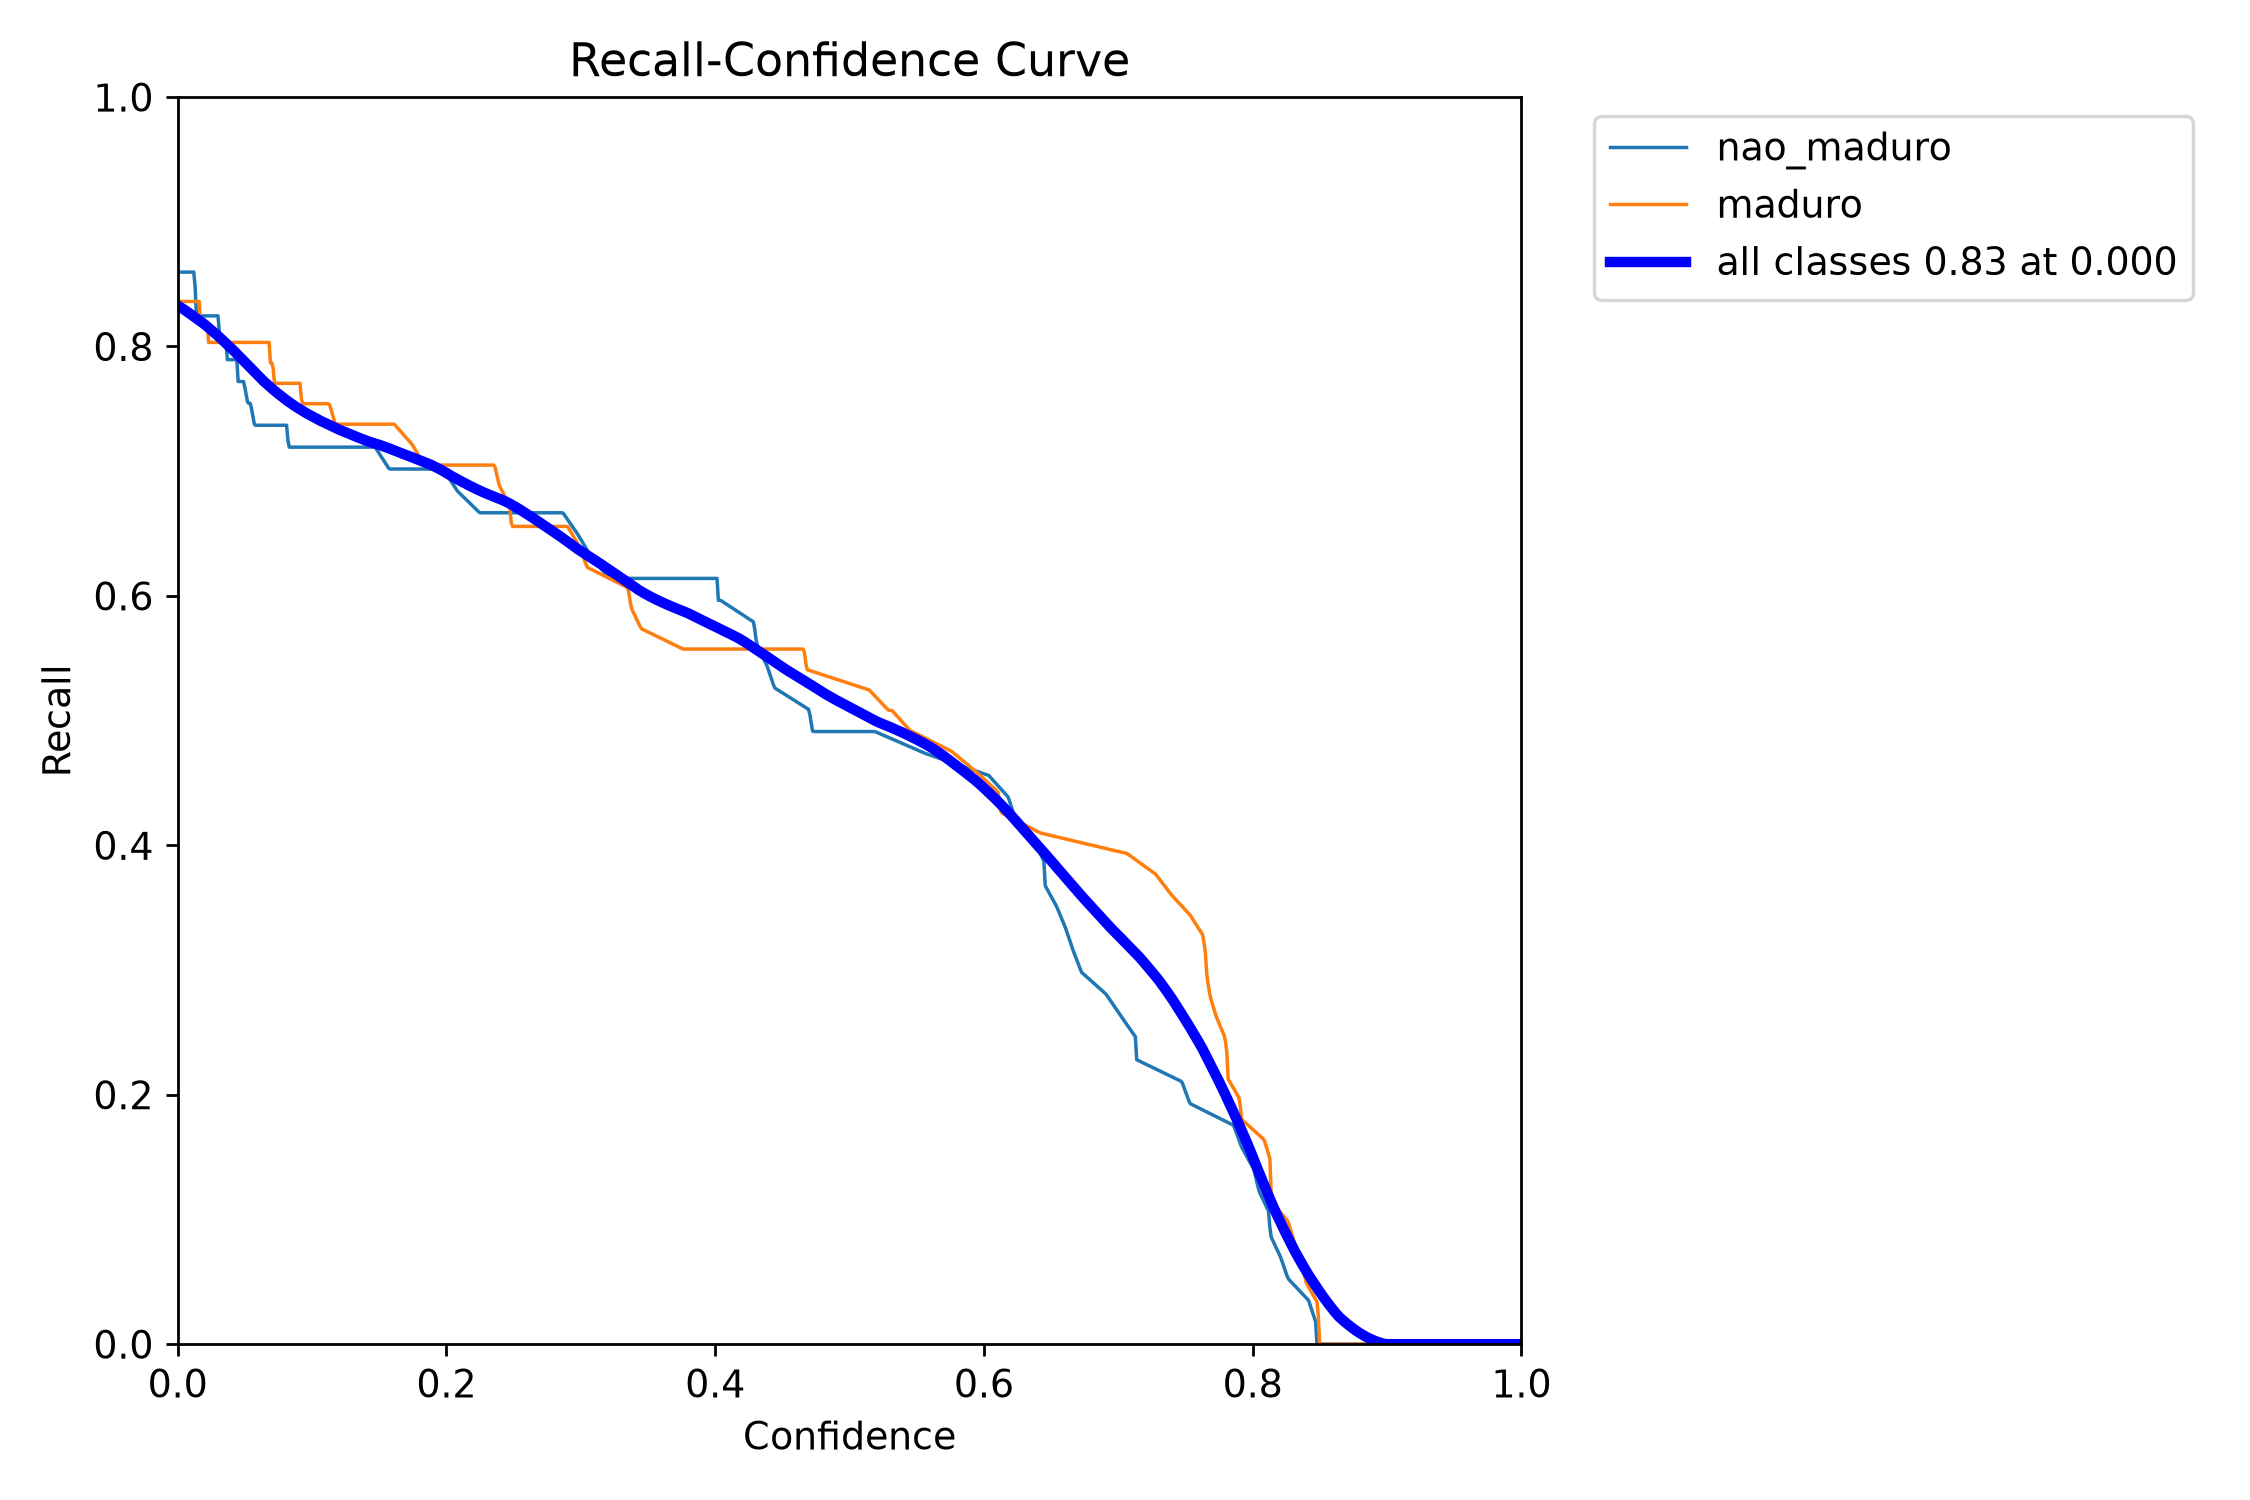 Recall-Confidence Curve
nao_maduro
maduro
all classes 0.83 at 0.000
1.0
0.8
0.6
0.4
0.2
0.0
Recall
0.0 0.2 0.4 0.6 0.8 1.0
Confidence